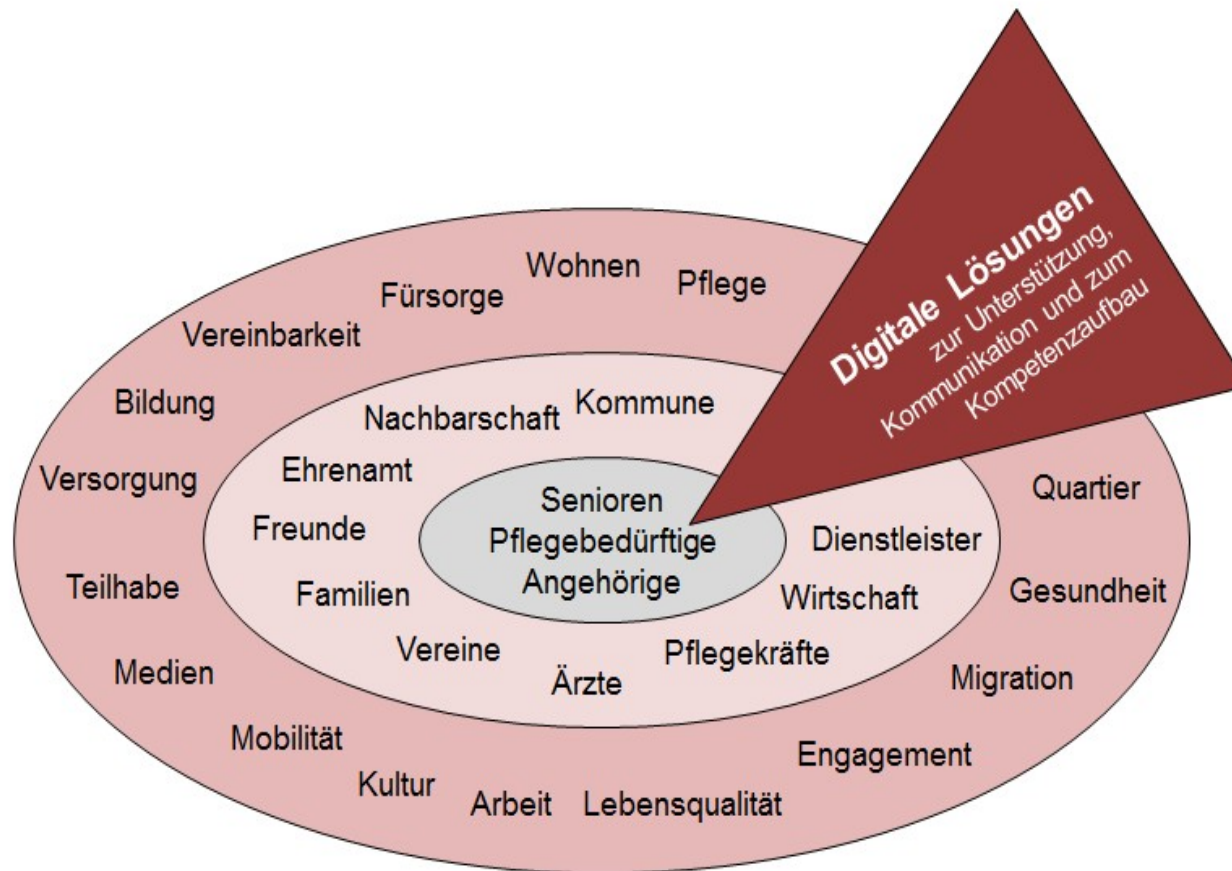 Digitale Lösungen
zur Unterstützung,
Kommunikation und zum
Kompetenzaufbau
Wohnen
Pflege
Fürsorge
Vereinbarkeit
Bildung
Versorgung
Teilhabe
Medien
Mobilität
Kultur
Arbeit
Lebensqualität
Engagement
Migration
Gesundheit
Quartier
Kommune
Nachbarschaft
Ehrenamt
Freunde
Familien
Vereine
Ärzte
Pflegekräfte
Wirtschaft
Dienstleister
Senioren
Pflegebedürftige
Angehörige